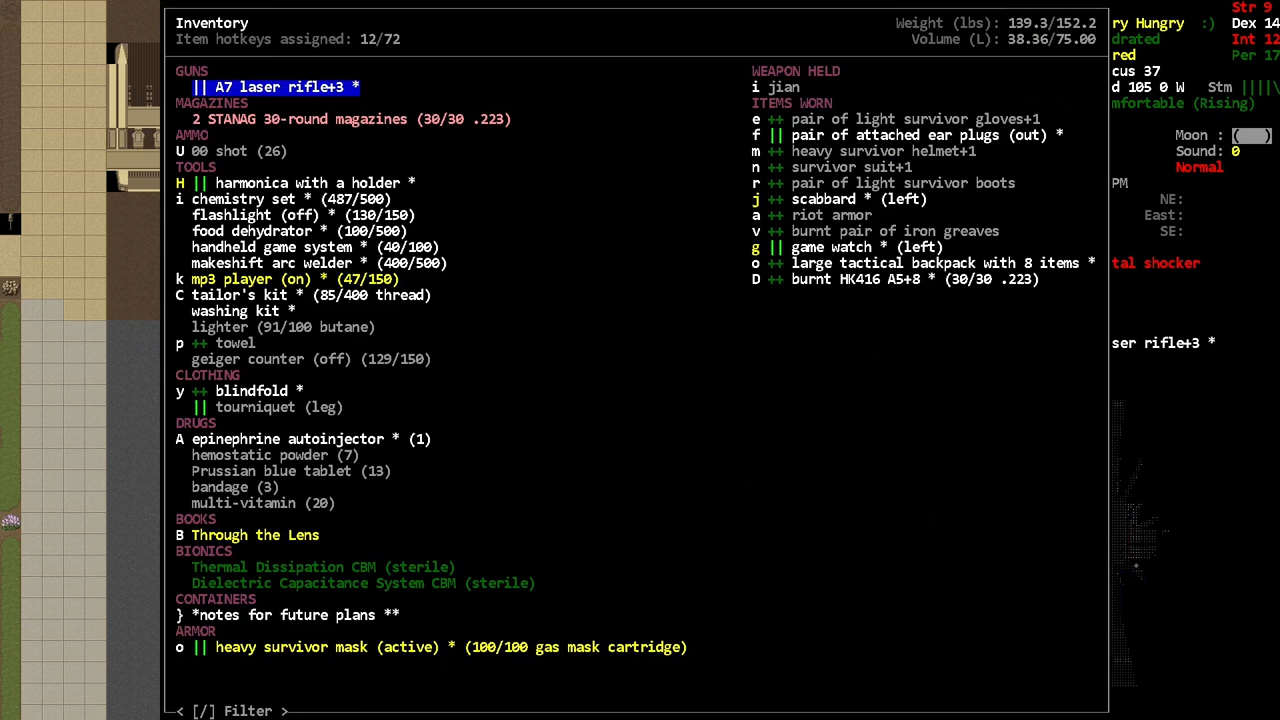 Inventory
Item hotkeys assigned: 12/72
Weight (lbs): 139.3/152.2
Volume (L): 38.36/75.00
GUNS
|| A7 laser rifle+3 *
MAGAZINES
2 STANAG 30-round magazines (30/30 .223)
AMMO
U 00 shot (26)
TOOLS
H || harmonica with a holder *
i chemistry set * (487/500)
flashlight (off) * (130/150)
food dehydrator * (100/500)
handheld game system * (40/100)
makeshift arc welder * (400/500)
k mp3 player (on) * (47/150)
C tailor's kit * (85/400 thread)
washing kit *
lighter (91/100 butane)
p ++ towel
geiger counter (off) (129/150)
CLOTHING
y ++ blindfold *
|| tourniquet (leg)
DRUGS
A epinephrine autoinjector * (1)
hemostatic powder (7)
Prussian blue tablet (13)
bandage (3)
multi-vitamin (20)
BOOKS
B Through the Lens
BIONICS
Thermal Dissipation CBM (sterile)
Dielectric Capacitance System CBM (sterile)
CONTAINERS
} *notes for future plans **
ARMOR
o || heavy survivor mask (active) * (100/100 gas mask cartridge)
< [/] Filter >
WEAPON HELD
i jian
ITEMS WORN
e ++ pair of light survivor gloves+1
f || pair of attached ear plugs (out) *
m ++ heavy survivor helmet+1
n ++ survivor suit+1
r ++ pair of light survivor boots
j ++ scabbard * (left)
a ++ riot armor
v ++ burnt pair of iron greaves
g || game watch * (left)
o ++ large tactical backpack with 8 items *
D ++ burnt HK416 A5+8 * (30/30 .223)
Str 9
ry Hungry :) Dex 14
drated Int 12
red Per 17
cus 37
d 105 0 W Stm ||||\
mfortable (Rising)
Moon : ( )
Sound: 0
Normal
PM
NE:
East:
SE:
tal shocker
ser rifle+3 *